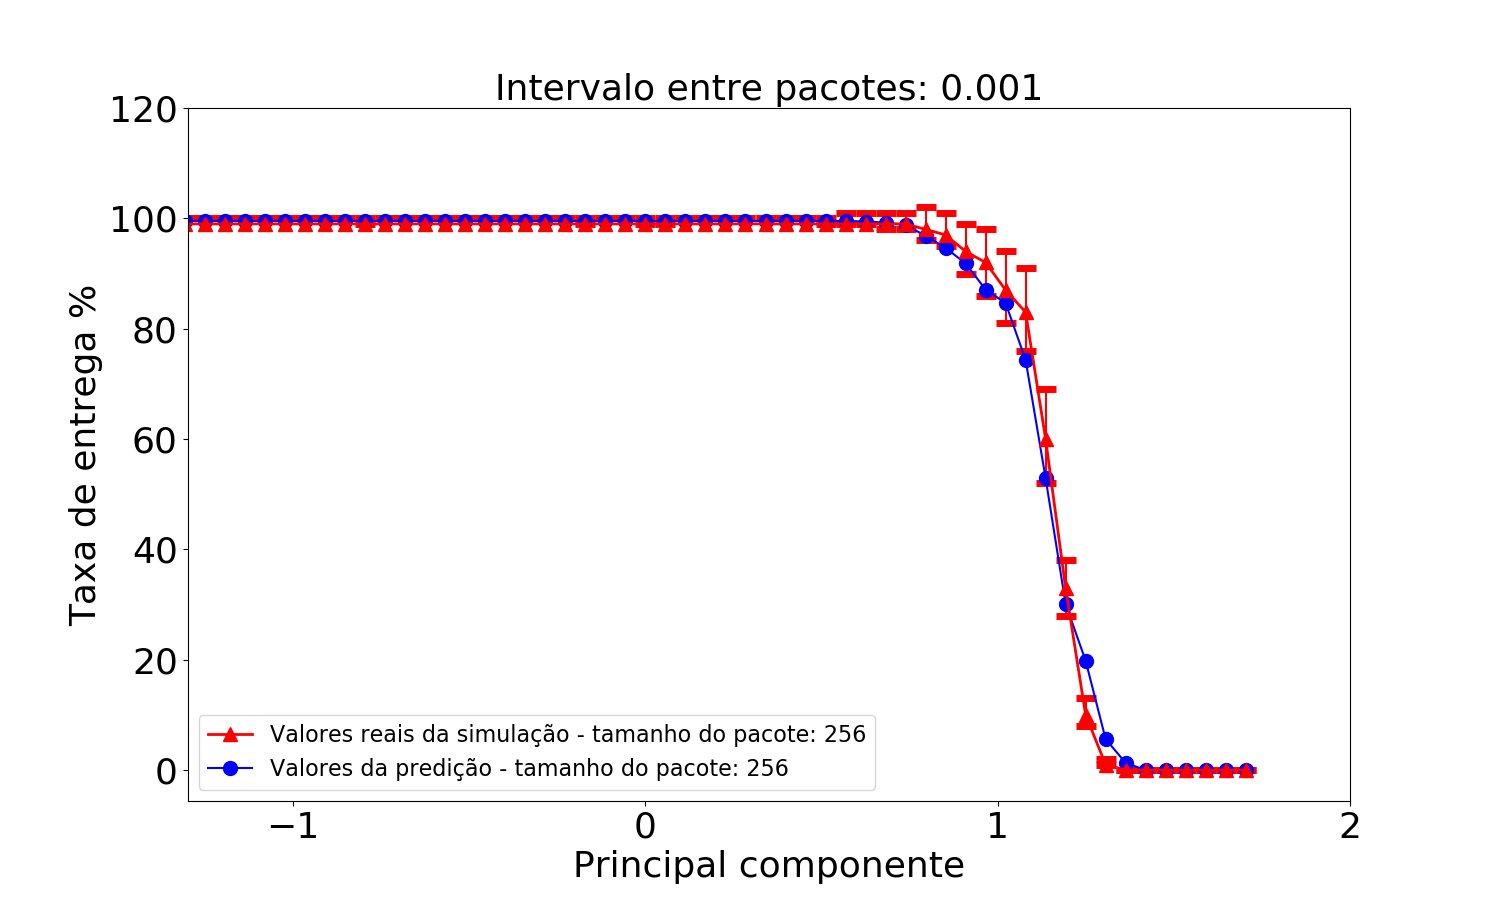 Intervalo entre pacotes: 0.001
120
100
80
60
40
20
0
Taxa de entrega %
Valores reais da simulação - tamanho do pacote: 256
Valores da predição - tamanho do pacote: 256
−1 0 1 2
Principal componente